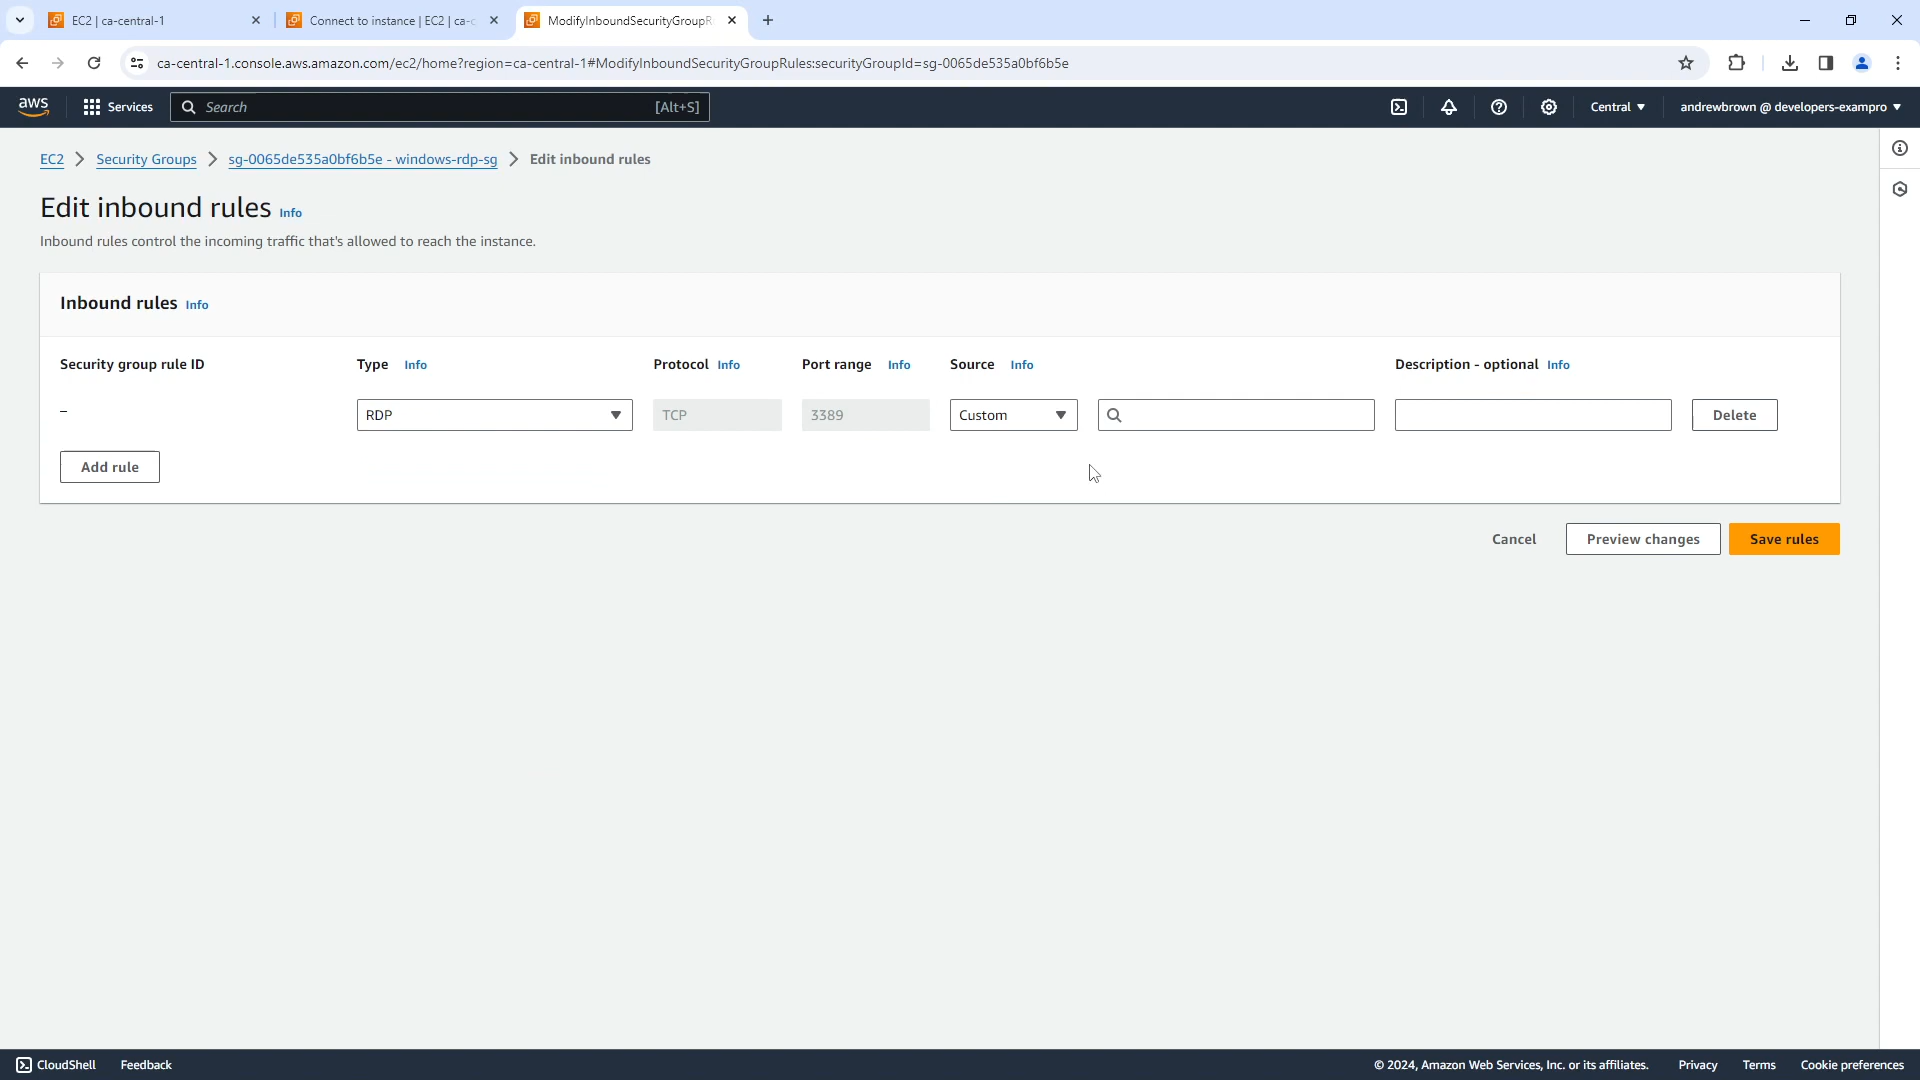 EC2 | ca-central-1
Connect to instance | EC2 | ca-c
ModifyInboundSecurityGroupR
ca-central-1.console.aws.amazon.com/ec2/home?region=ca-central-1#ModifyInboundSecurityGroupRules:securityGroupId=sg-0065de535a0bf6b5e
aws Services Search [Alt+S] Central andrewbrown @ developers-exampro
EC2 Security Groups sg-0065de535a0bf6b5e - windows-rdp-sg Edit inbound rules
Edit inbound rules Info
Inbound rules control the incoming traffic that's allowed to reach the instance.
Inbound rules Info
Security group rule ID Type Info Protocol Info Port range Info Source Info Description - optional Info
– RDP TCP 3389 Custom Delete
Add rule
Cancel Preview changes Save rules
CloudShell Feedback © 2024, Amazon Web Services, Inc. or its affiliates. Privacy Terms Cookie preferences